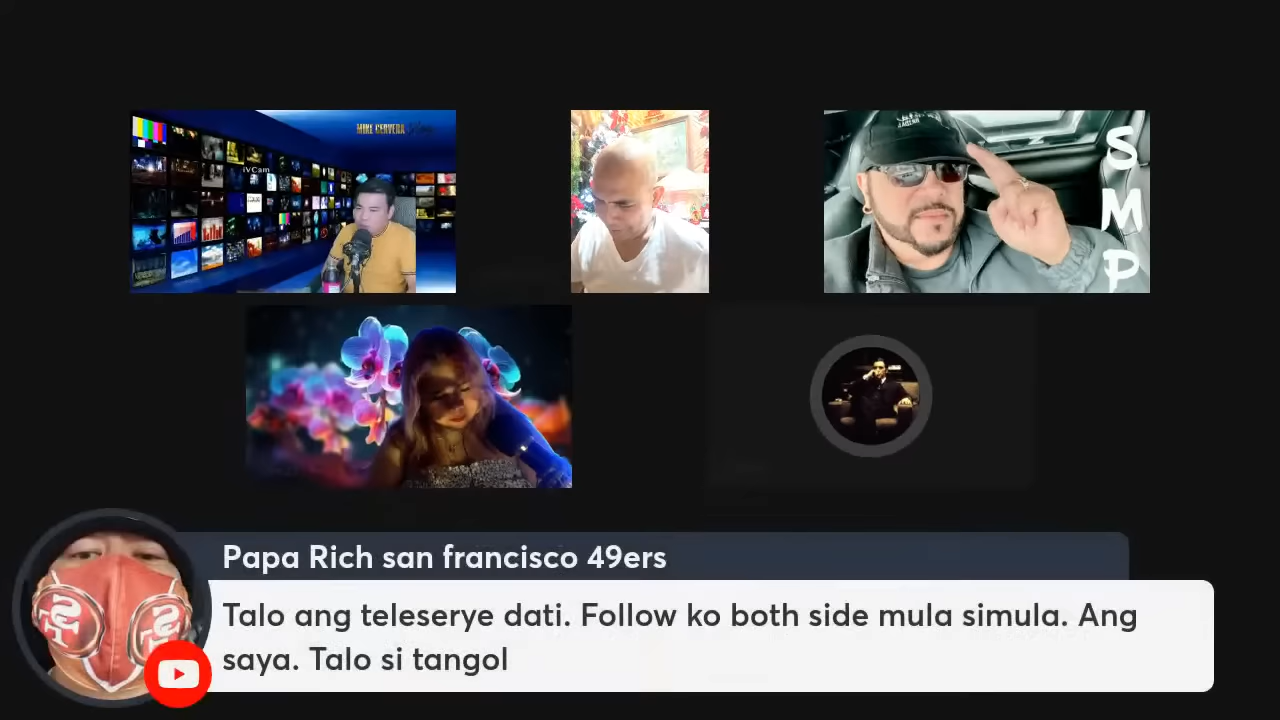 MIKE CERVERA
iVCam
S
M
P
Papa Rich san francisco 49ers
Talo ang teleserye dati. Follow ko both side mula simula. Ang
saya. Talo si tangol